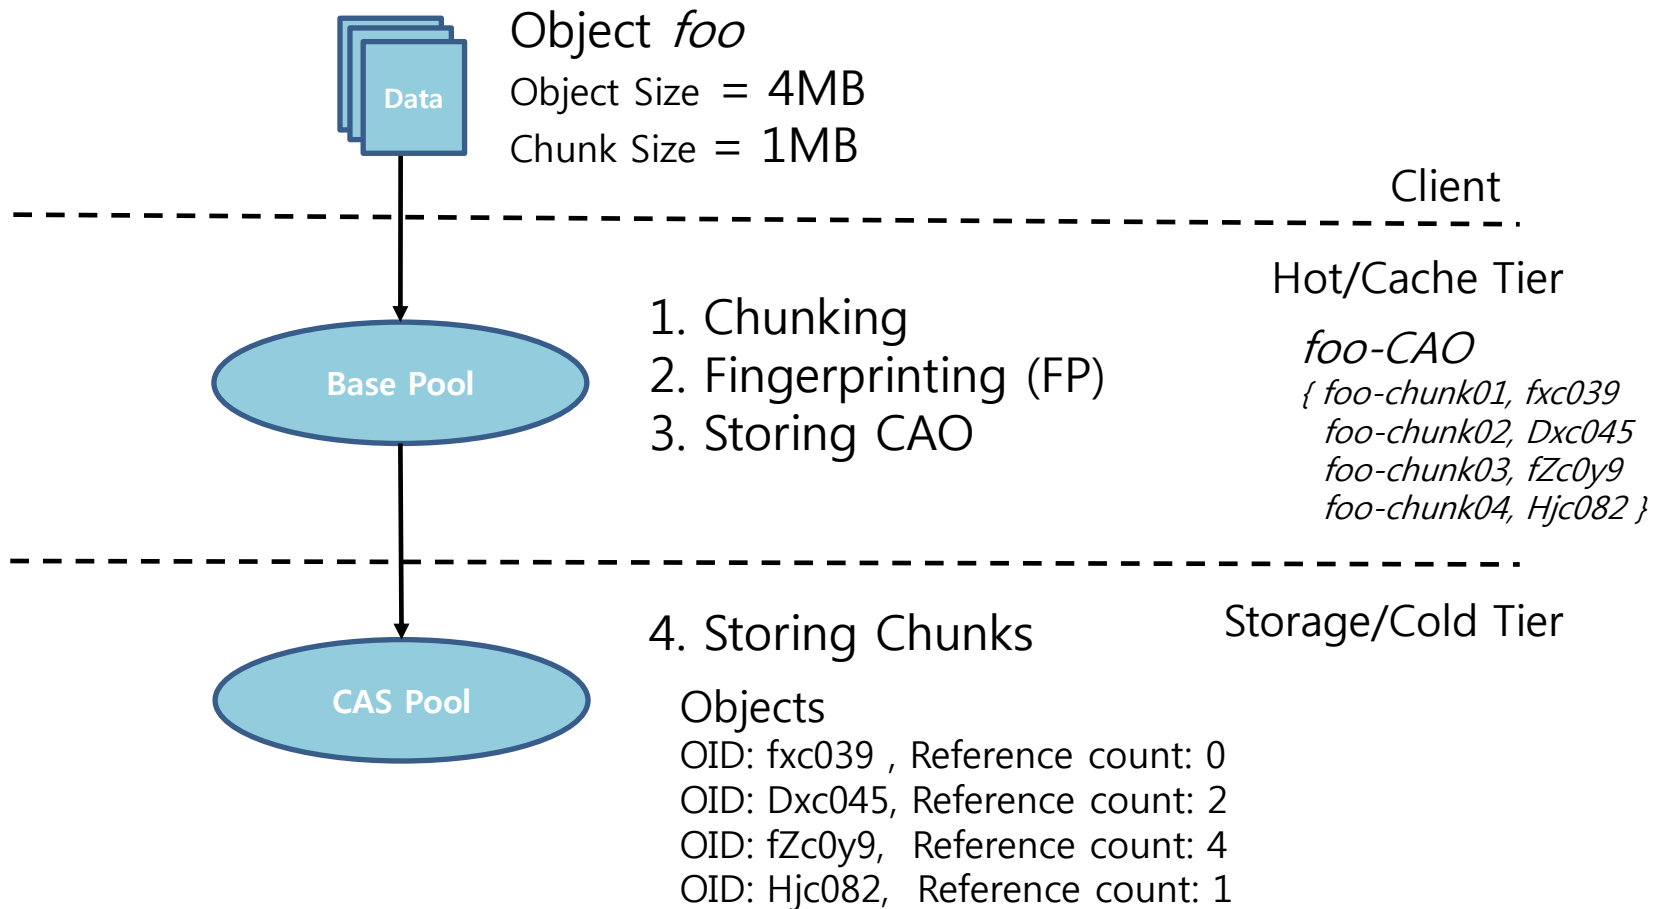 Data
Object foo
Object Size = 4MB
Chunk Size = 1MB
Client
Hot/Cache Tier
Base Pool
1. Chunking
2. Fingerprinting (FP)
3. Storing CAO
foo-CAO
{ foo-chunk01, fxc039
foo-chunk02, Dxc045
foo-chunk03, fZc0y9
foo-chunk04, Hjc082 }
Storage/Cold Tier
CAS Pool
4. Storing Chunks
Objects
OID: fxc039 , Reference count: 0
OID: Dxc045, Reference count: 2
OID: fZc0y9, Reference count: 4
OID: Hjc082, Reference count: 1